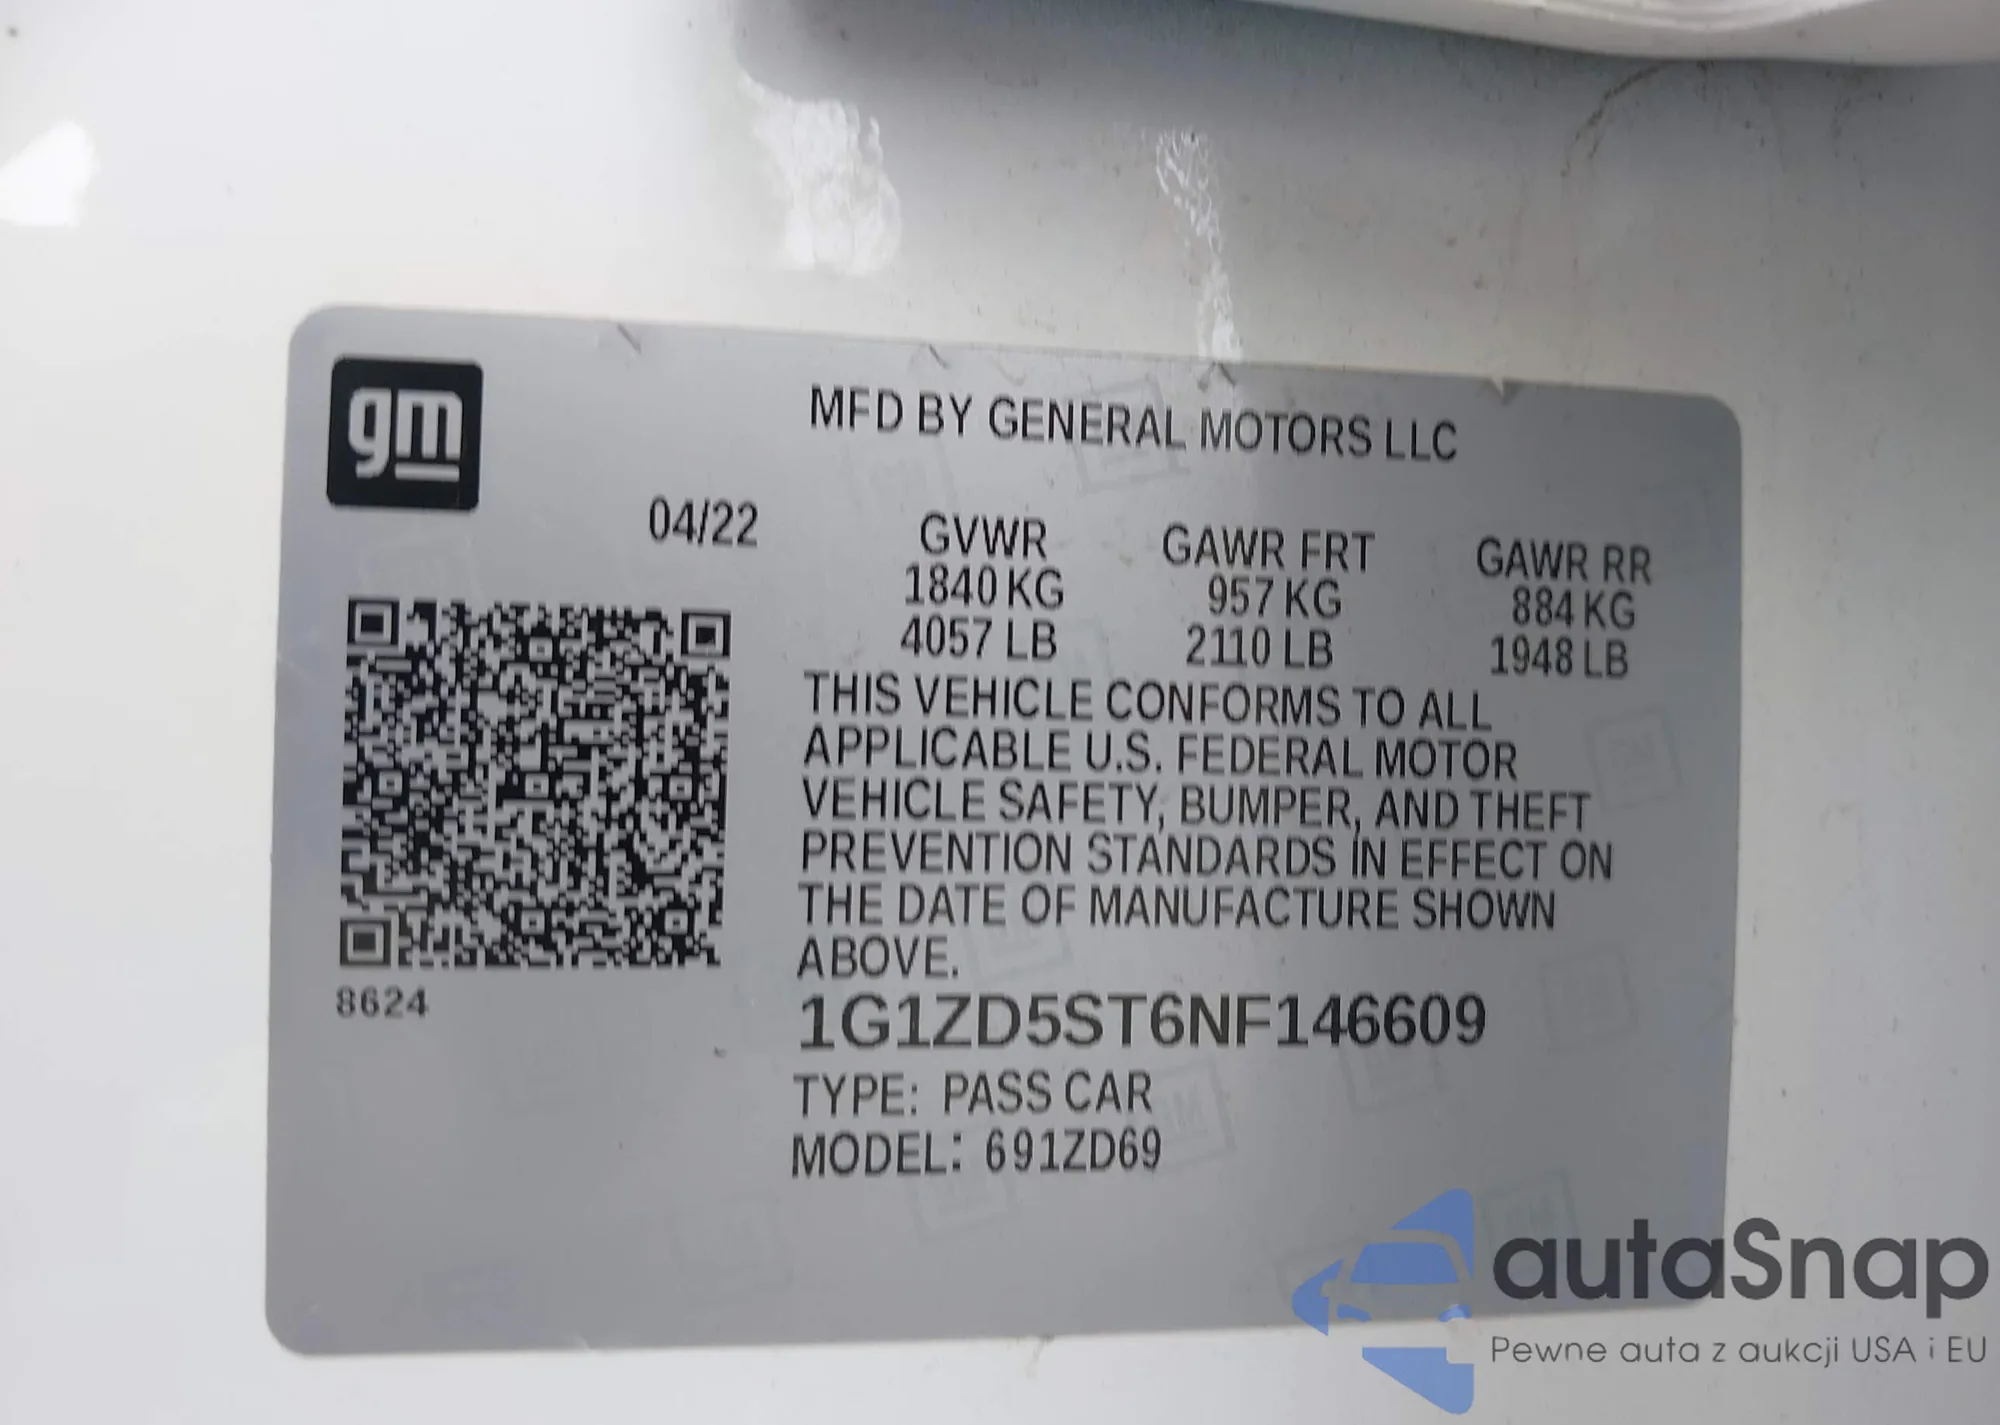 gm
MFD BY GENERAL MOTORS LLC
04/22
GVWR GAWR FRT GAWR RR
1840 KG 957 KG 884 KG
4057 LB 2110 LB 1948 LB
THIS VEHICLE CONFORMS TO ALL
APPLICABLE U.S. FEDERAL MOTOR
VEHICLE SAFETY, BUMPER, AND THEFT
PREVENTION STANDARDS IN EFFECT ON
THE DATE OF MANUFACTURE SHOWN
ABOVE.
8624
1G1ZD5ST6NF146609
TYPE: PASS CAR
MODEL: 691ZD69
autaSnap
Pewne auta z aukcji USA i EU